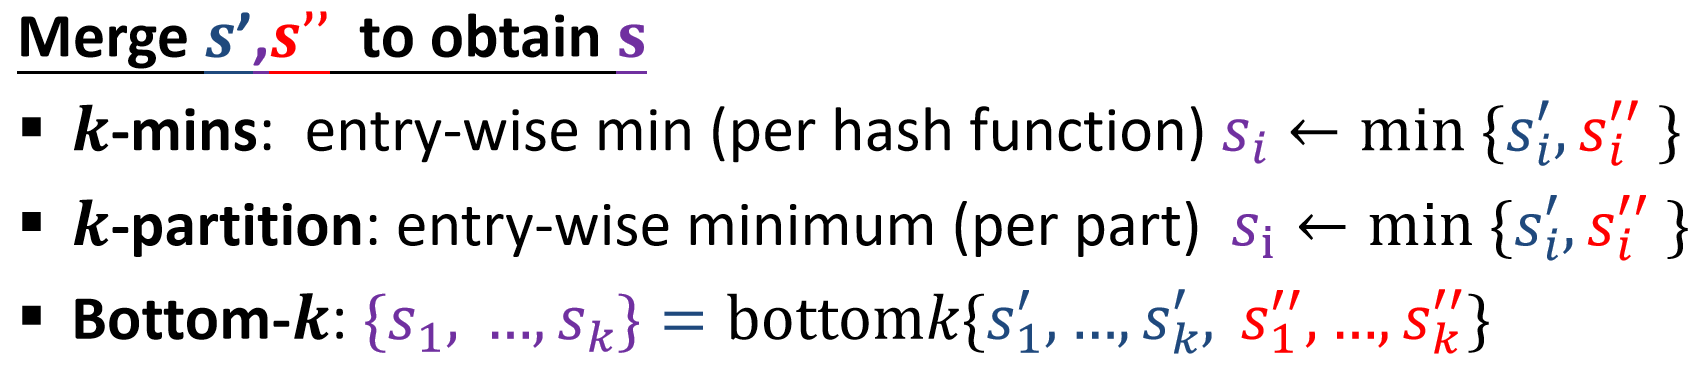 Merge s′,s′′ to obtain s
▪ k-mins: entry-wise min (per hash function) sᵢ ← min {s′ᵢ, s′′ᵢ }
▪ k-partition: entry-wise minimum (per part) sᵢ ← min {s′ᵢ, s′′ᵢ }
▪ Bottom-k: {s₁, …, sₖ} = bottomk{s′₁, …, s′ₖ, s′′₁, …, s′′ₖ}